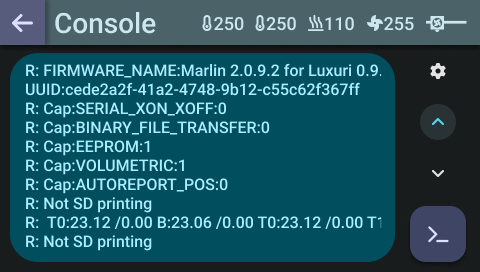 Console 250 250 110 255
R: FIRMWARE_NAME:Marlin 2.0.9.2 for Luxuri 0.9.
UUID:cede2a2f-41a2-4748-9b12-c55c62f367ff
R: Cap:SERIAL_XON_XOFF:0
R: Cap:BINARY_FILE_TRANSFER:0
R: Cap:EEPROM:1
R: Cap:VOLUMETRIC:1
R: Cap:AUTOREPORT_POS:0
R: Not SD printing
R: T0:23.12 /0.00 B:23.06 /0.00 T0:23.12 /0.00 T1
R: Not SD printing